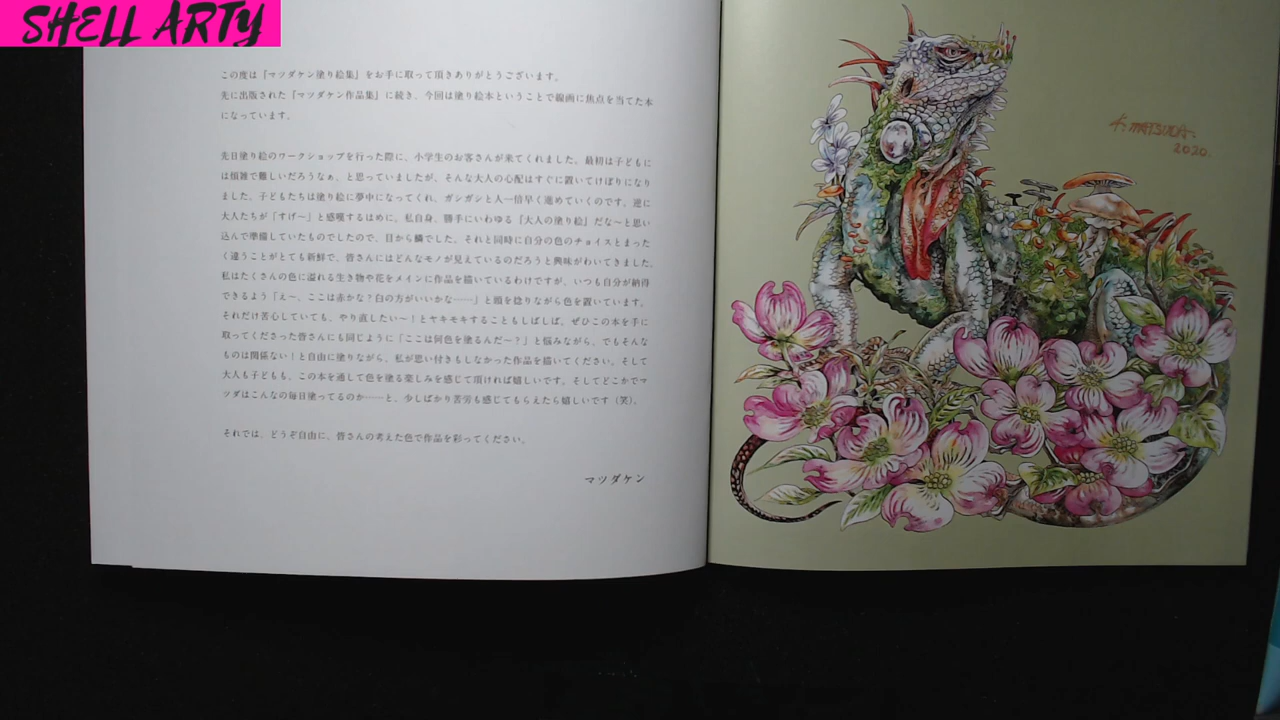 SHELL ARTY
この度は『マツダケン塗り絵集』をお手に取って頂きありがとうございます。
先に出版された『マツダケン作品集』に続き、今回は塗り絵本ということで線画に焦点を当てた本
になっています。
先日塗り絵のワークショップを行った際に、小学生のお客さんが来てくれました。最初は子どもに
は煩雑で難しいだろうなぁ、と思っていましたが、そんな大人の心配はすぐに置いてけぼりになり
ました。子どもたちは塗り絵に夢中になってくれ、ガシガシと人一倍早く進めていくのです。逆に
大人たちが「すげ〜」と感嘆するはめに。私自身、勝手にいわゆる『大人の塗り絵』だな〜と思い
込んで準備していたものでしたので、目から鱗でした。それと同時に自分の色のチョイスとまった
く違うことがとても新鮮で、皆さんにはどんなモノが見えているのだろうと興味がわいてきました。
私はたくさんの色に溢れる生き物や花をメインに作品を描いているわけですが、いつも自分が納得
できるよう「え〜、ここは赤かな？白の方がいいかな——」と頭を捻りながら色を置いています。
それだけ苦心していても、やり直したい〜！とヤキモキすることもしばしば。ぜひこの本を手に
取ってくださった皆さんにも同じように「ここは何色を塗るんだ〜？」と悩みながら、でもそんな
ものは関係ない！と自由に塗りながら、私が思い付きもしなかった作品を描いてください。そして
大人も子どもも、この本を通して色を塗る楽しみを感じて頂ければ嬉しいです。そしてどこかでマ
ツダはこんなの毎日塗ってるのか——と、少しばかり苦労も感じてもらえたら嬉しいです（笑）。
それでは、どうぞ自由に、皆さんの考えた色で作品を彩ってください。
マツダケン
K. MATSUDA.
2020.